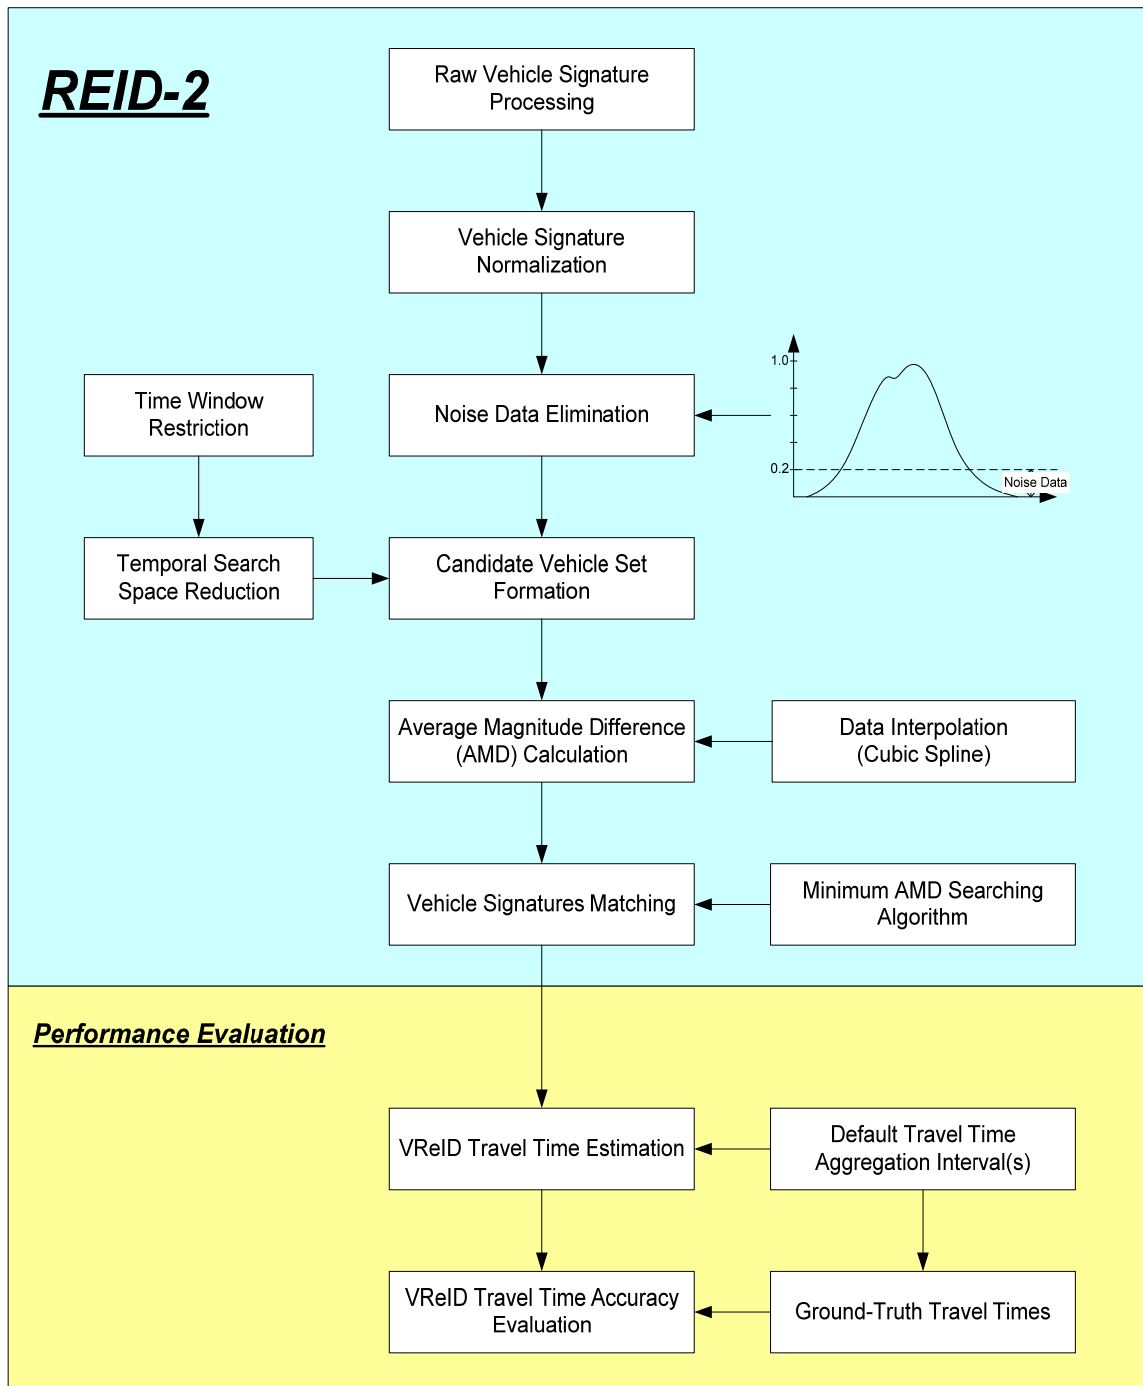 REID-2
Raw Vehicle Signature
Processing
Vehicle Signature
Normalization
1.0
0.2
Noise Data
Time Window
Restriction
Noise Data Elimination
Temporal Search
Space Reduction
Candidate Vehicle Set
Formation
Average Magnitude Difference
(AMD) Calculation
Data Interpolation
(Cubic Spline)
Vehicle Signatures Matching
Minimum AMD Searching
Algorithm
Performance Evaluation
VReID Travel Time Estimation
Default Travel Time
Aggregation Interval(s)
VReID Travel Time Accuracy
Evaluation
Ground-Truth Travel Times